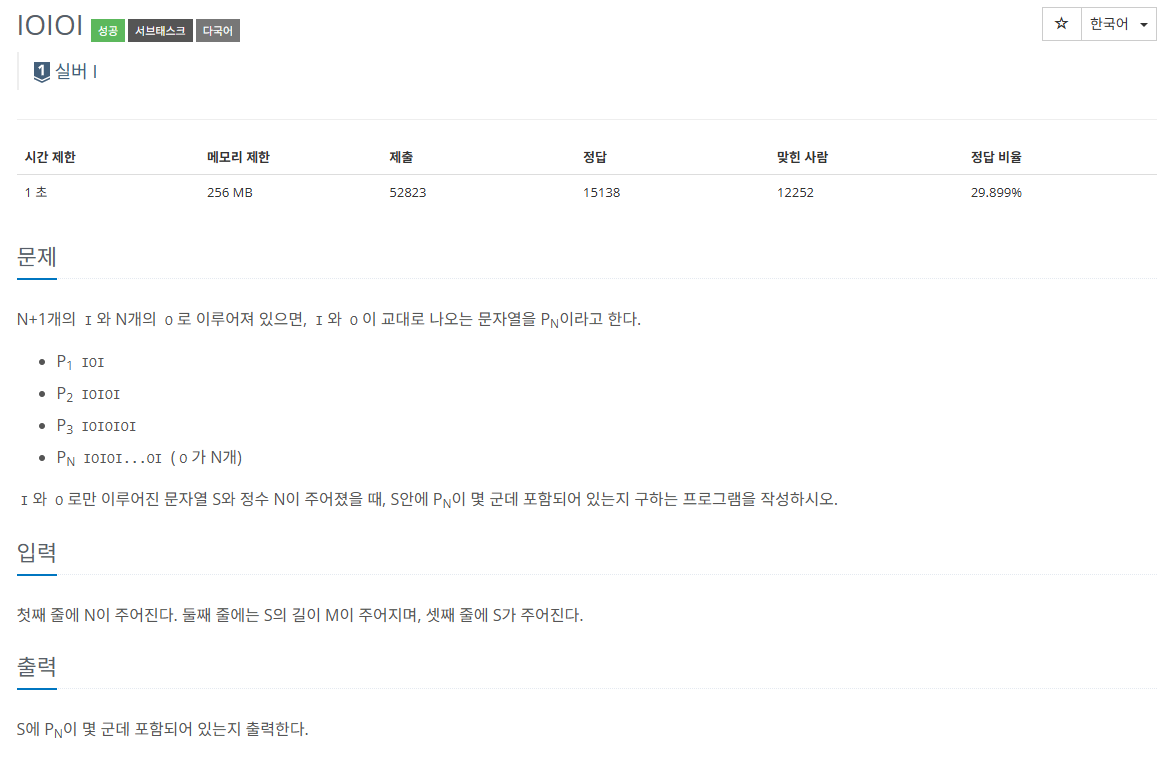 IOIOI 성공 서브태스크 다국어
☆ 한국어
1 실버 I
시간 제한 메모리 제한 제출 정답 맞힌 사람 정답 비율
1 초 256 MB 52823 15138 12252 29.899%
문제
N+1개의 I 와 N개의 O 로 이루어져 있으면, I 와 O 이 교대로 나오는 문자열을 PN이라고 한다.
P1 IOI
P2 IOIOI
P3 IOIOIOI
PN IOIOI...OI ( O 가 N개)
I 와 O 로만 이루어진 문자열 S와 정수 N이 주어졌을 때, S안에 PN이 몇 군데 포함되어 있는지 구하는 프로그램을 작성하시오.
입력
첫째 줄에 N이 주어진다. 둘째 줄에는 S의 길이 M이 주어지며, 셋째 줄에 S가 주어진다.
출력
S에 PN이 몇 군데 포함되어 있는지 출력한다.